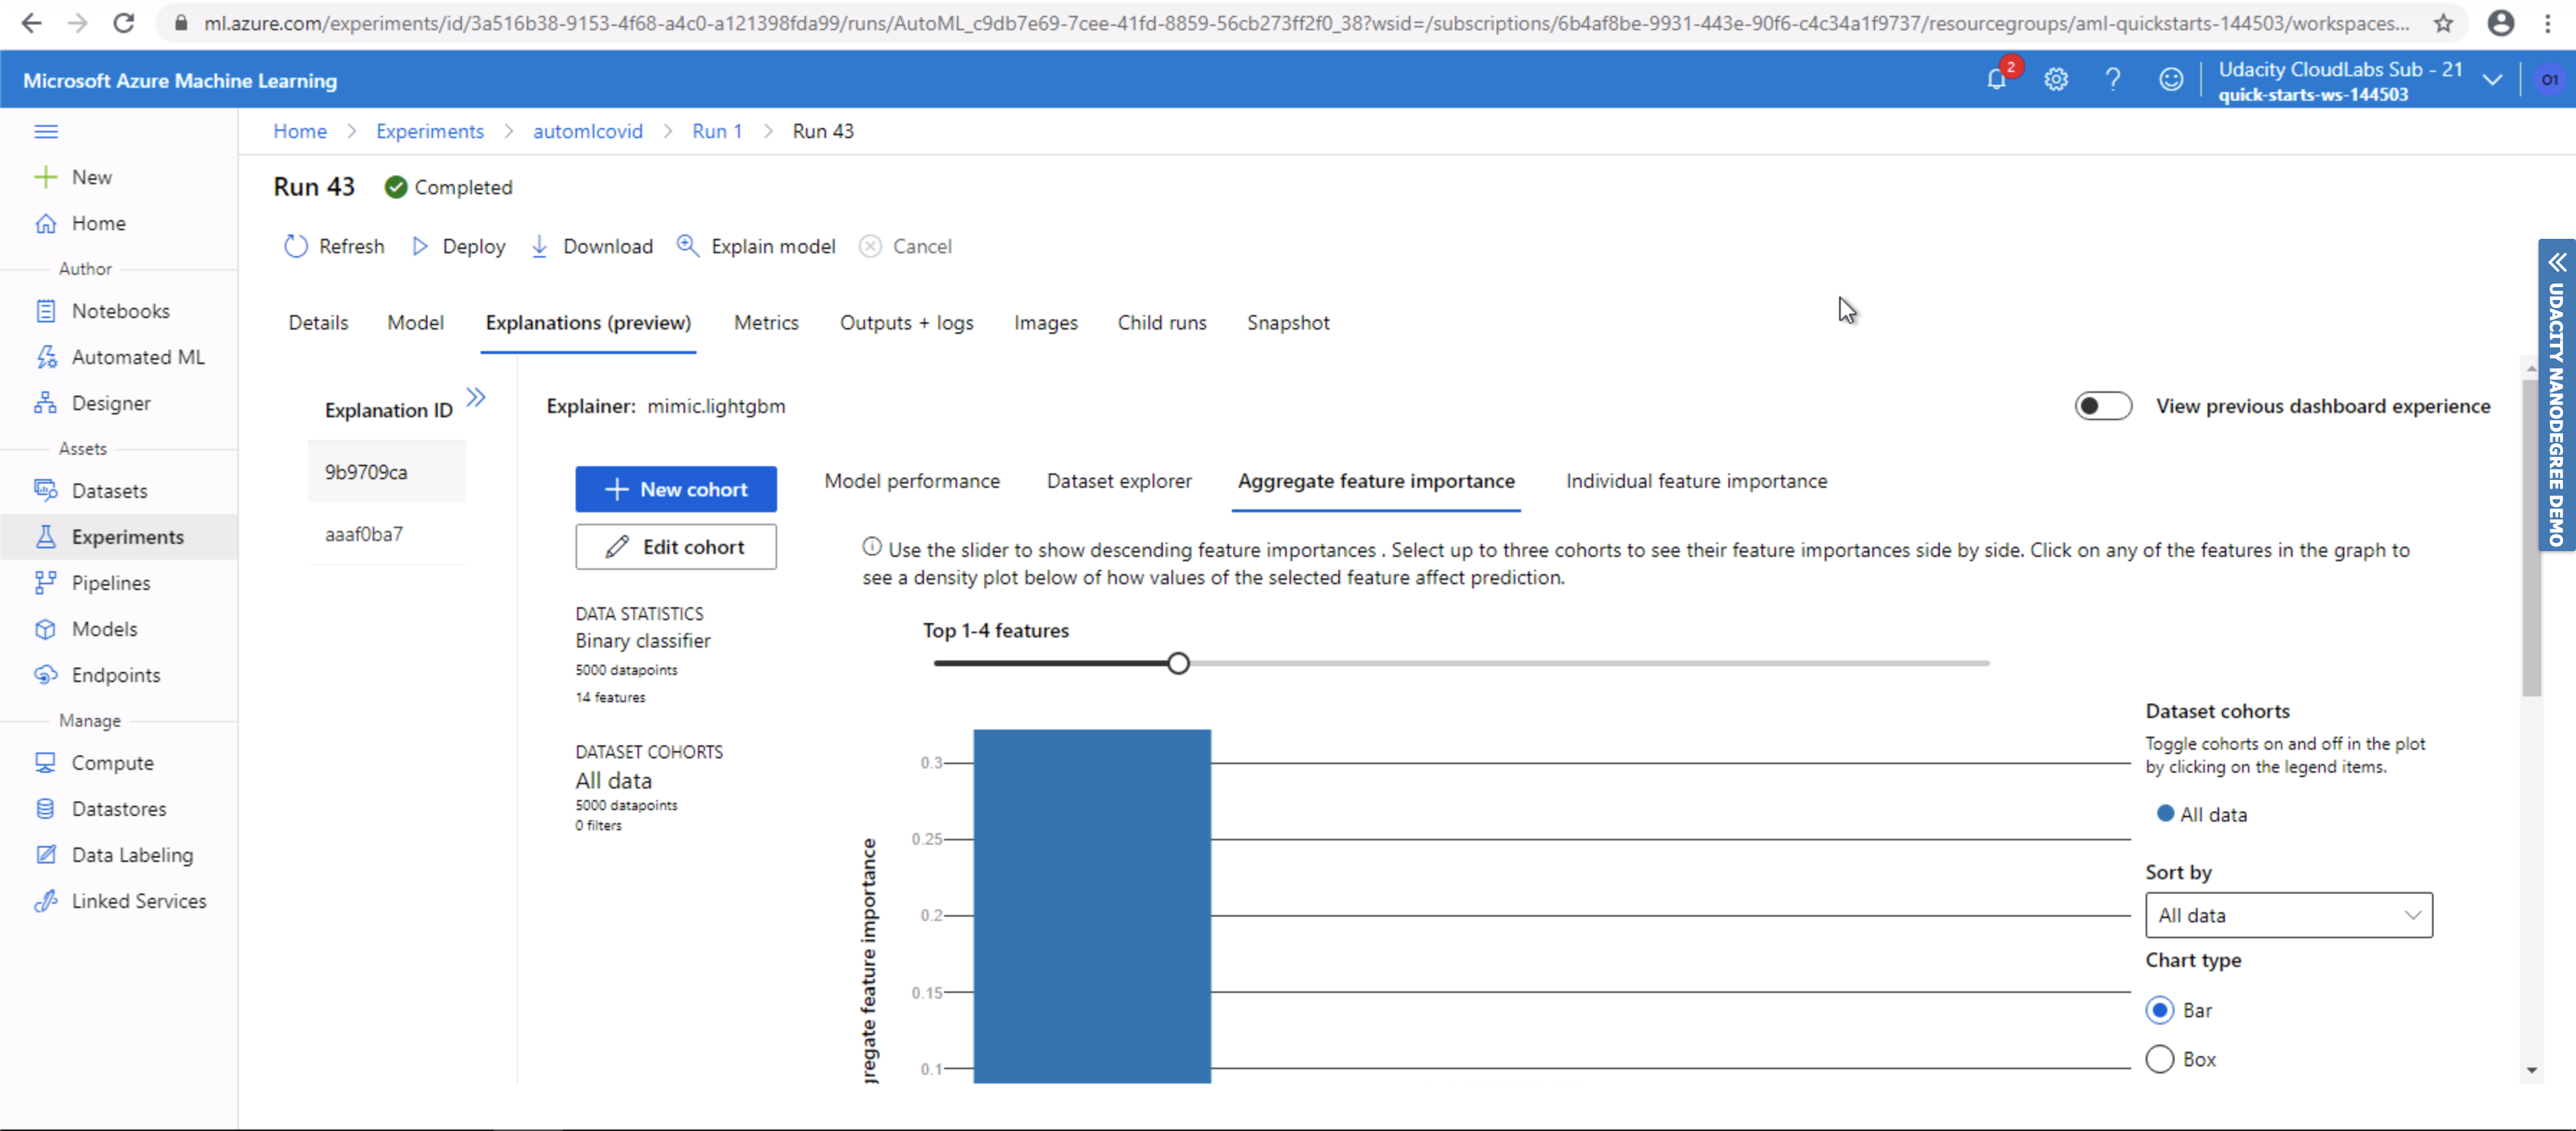 ml.azure.com/experiments/id/3a516b38-9153-4f68-a4c0-a121398fda99/runs/AutoML_c9db7e69-7cee-41fd-8859-56cb273ff2f0_38?wsid=/subscriptions/6b4af8be-9931-443e-90f6-c4c34a1f9737/resourcegroups/aml-quickstarts-144503/workspaces...
Microsoft Azure Machine Learning
2
Udacity CloudLabs Sub - 21
quick-starts-ws-144503
O1
Home > Experiments > automlcovid > Run 1 > Run 43
New
Home
Author
Notebooks
Automated ML
Designer
Assets
Datasets
Experiments
Pipelines
Models
Endpoints
Manage
Compute
Datastores
Data Labeling
Linked Services
Run 43 Completed
Refresh Deploy Download Explain model Cancel
Details Model Explanations (preview) Metrics Outputs + logs Images Child runs Snapshot
Explanation ID
9b9709ca
aaaf0ba7
Explainer: mimic.lightgbm
View previous dashboard experience
New cohort
Edit cohort
DATA STATISTICS
Binary classifier
5000 datapoints
14 features
DATASET COHORTS
All data
5000 datapoints
0 filters
Model performance Dataset explorer Aggregate feature importance Individual feature importance
Use the slider to show descending feature importances . Select up to three cohorts to see their feature importances side by side. Click on any of the features in the graph to
see a density plot below of how values of the selected feature affect prediction.
Top 1-4 features
0.3
0.25
0.2
0.15
0.1
gregate feature importance
Dataset cohorts
Toggle cohorts on and off in the plot
by clicking on the legend items.
All data
Sort by
All data
Chart type
Bar
Box
UDACITY NANODEGREE DEMO